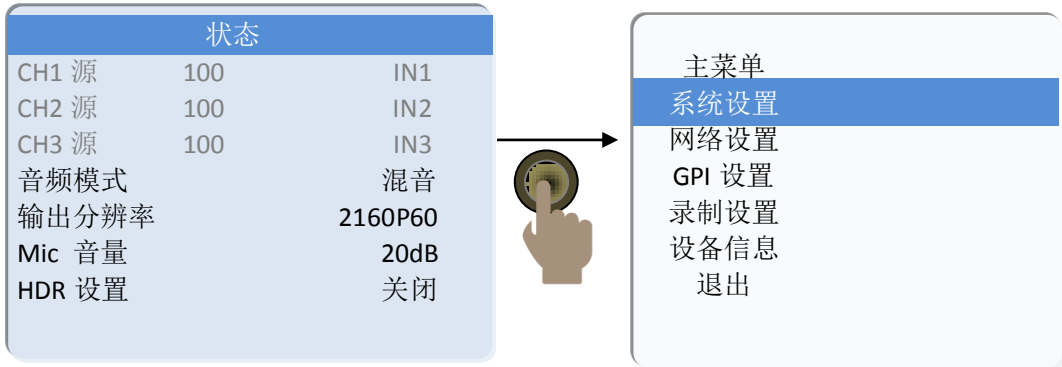 状态
CH1 源 100 IN1
CH2 源 100 IN2
CH3 源 100 IN3
音频模式 混音
输出分辨率 2160P60
Mic 音量 20dB
HDR 设置 关闭
主菜单
系统设置
网络设置
GPI 设置
录制设置
设备信息
退出